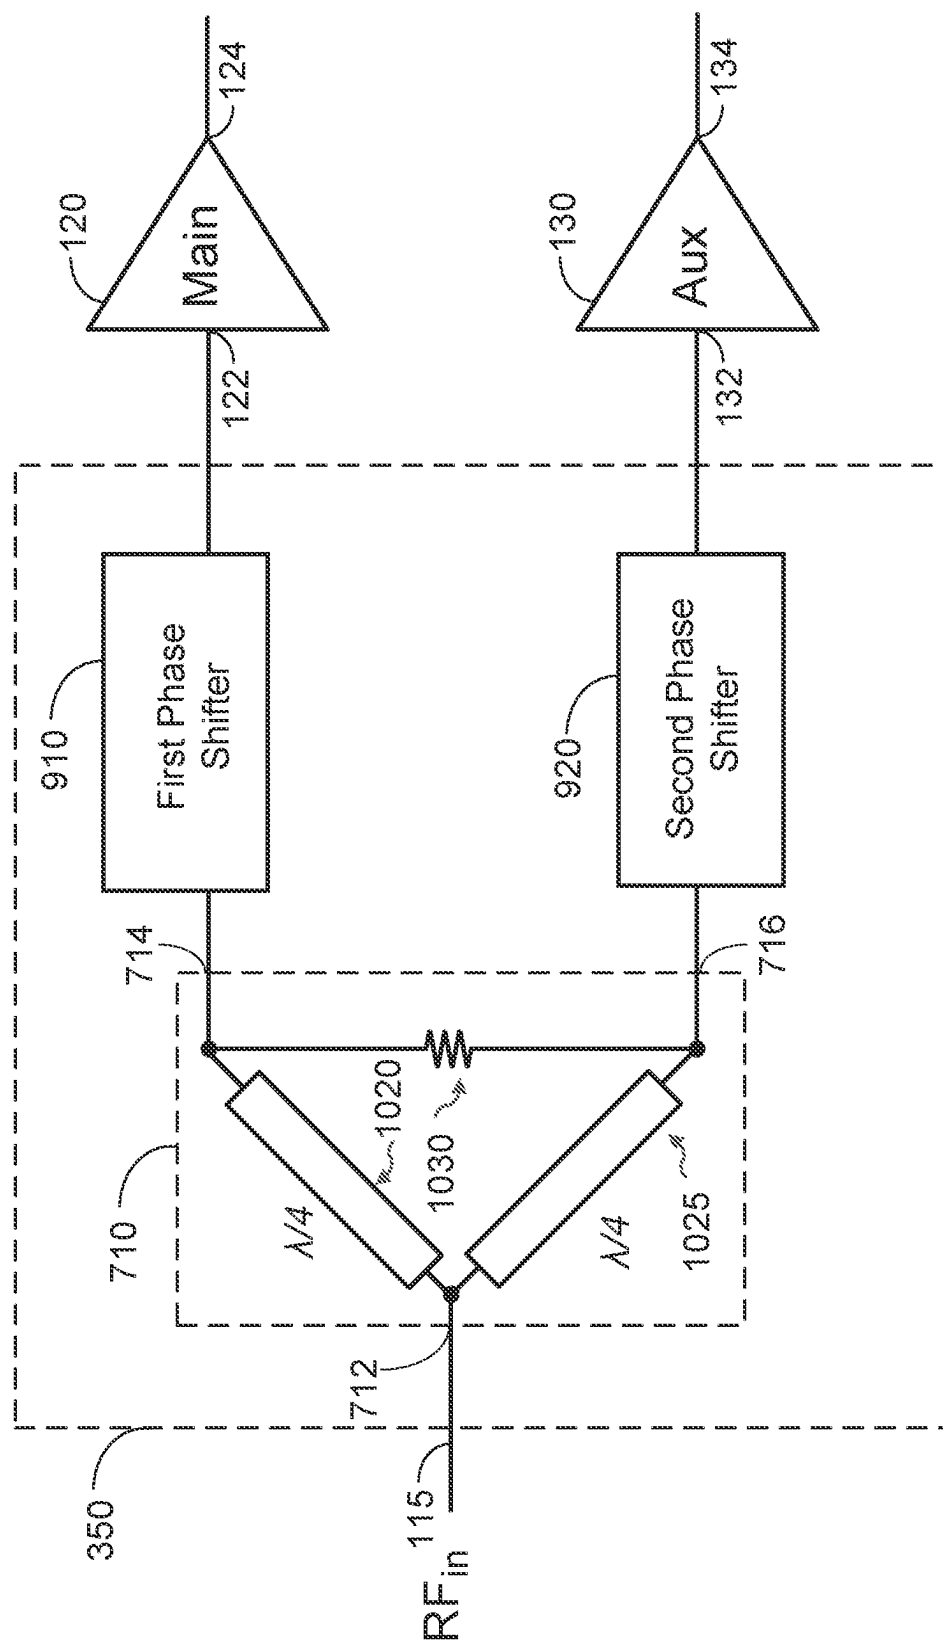 RFin
115
350
712
710
λ/4
λ/4
1020
1030
1025
714
716
910
First Phase
Shifter
920
Second Phase
Shifter
122
120
Main
124
132
130
Aux
134